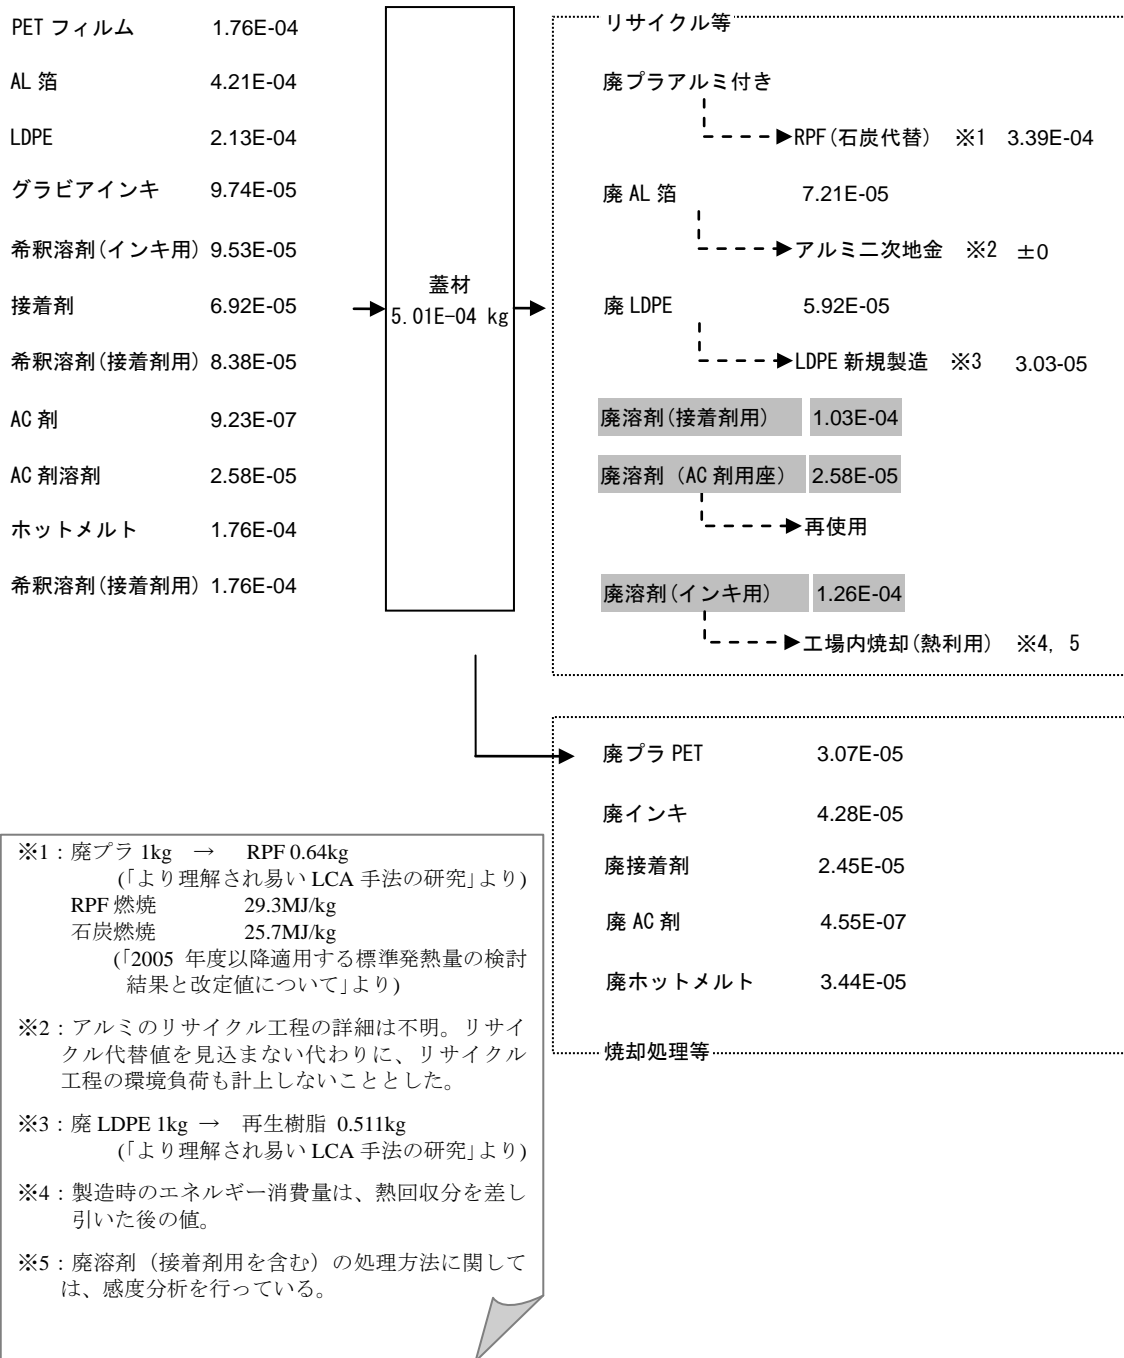 PET フィルム 1.76E-04
AL 箔 4.21E-04
LDPE 2.13E-04
グラビアインキ 9.74E-05
希釈溶剤(インキ用) 9.53E-05
接着剤 6.92E-05
希釈溶剤(接着剤用) 8.38E-05
AC 剤 9.23E-07
AC 剤溶剤 2.58E-05
ホットメルト 1.76E-04
希釈溶剤(接着剤用) 1.76E-04
蓋材
5.01E-04 kg
リサイクル等
廃プラアルミ付き
RPF(石炭代替) ※1 3.39E-04
廃 AL 箔 7.21E-05
アルミ二次地金 ※2 ±0
廃 LDPE 5.92E-05
LDPE 新規製造 ※3 3.03-05
廃溶剤(接着剤用) 1.03E-04
廃溶剤（AC 剤用座） 2.58E-05
再使用
廃溶剤(インキ用) 1.26E-04
工場内焼却(熱利用) ※4, 5
廃プラ PET 3.07E-05
廃インキ 4.28E-05
廃接着剤 2.45E-05
廃 AC 剤 4.55E-07
廃ホットメルト 3.44E-05
焼却処理等
※1：廃プラ 1kg → RPF 0.64kg
(「より理解され易い LCA 手法の研究」より)
RPF 燃焼 29.3MJ/kg
石炭燃焼 25.7MJ/kg
(「2005 年度以降適用する標準発熱量の検討
結果と改定値について」より)
※2：アルミのリサイクル工程の詳細は不明。リサイ
クル代替値を見込まない代わりに、リサイクル
工程の環境負荷も計上しないこととした。
※3：廃 LDPE 1kg → 再生樹脂 0.511kg
(「より理解され易い LCA 手法の研究」より)
※4：製造時のエネルギー消費量は、熱回収分を差し
引いた後の値。
※5：廃溶剤（接着剤用を含む）の処理方法に関して
は、感度分析を行っている。